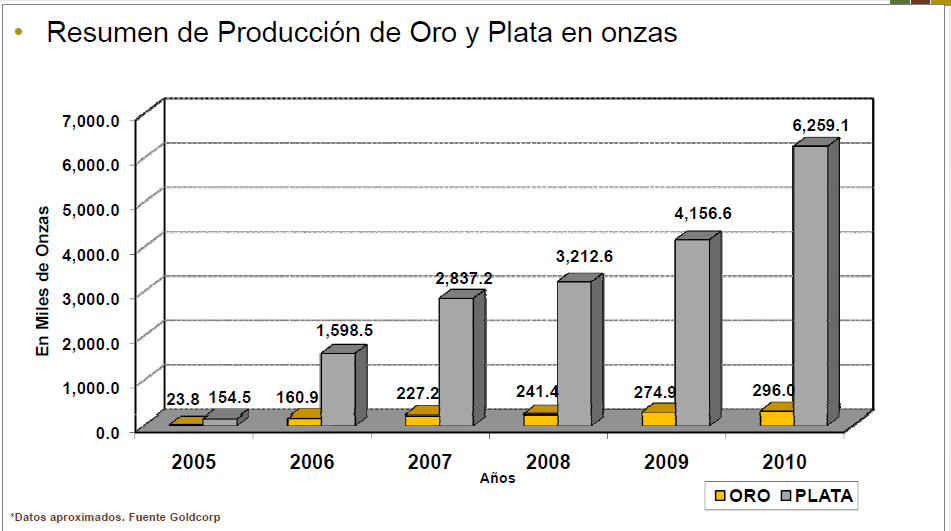 • Resumen de Producción de Oro y Plata en onzas
En Miles de Onzas
7,000.0
6,000.0
5,000.0
4,000.0
3,000.0
2,000.0
1,000.0
0.0
23.8 154.5
160.9 1,598.5
227.2 2,837.2
241.4 3,212.6
274.9 4,156.6
296.0 6,259.1
2005 2006 2007 2008 2009 2010
Años
ORO PLATA
*Datos aproximados. Fuente Goldcorp